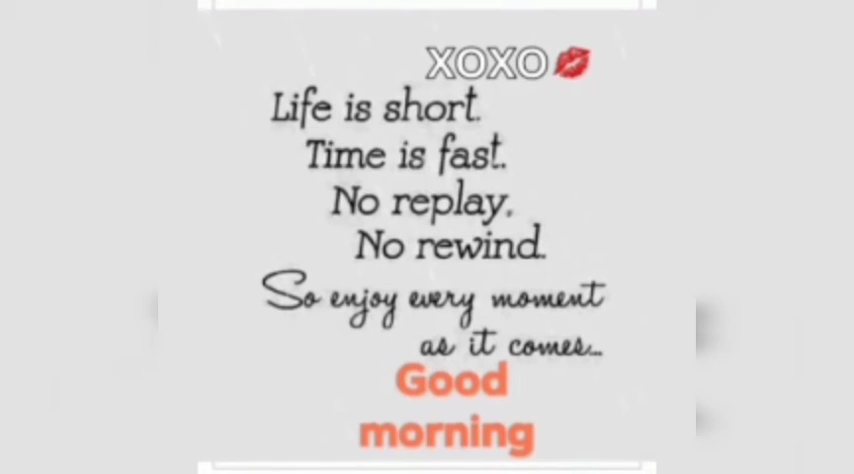 XOXO💋
Life is short.
Time is fast.
No replay,
No rewind.
So enjoy every moment
as it comes...
Good
morning